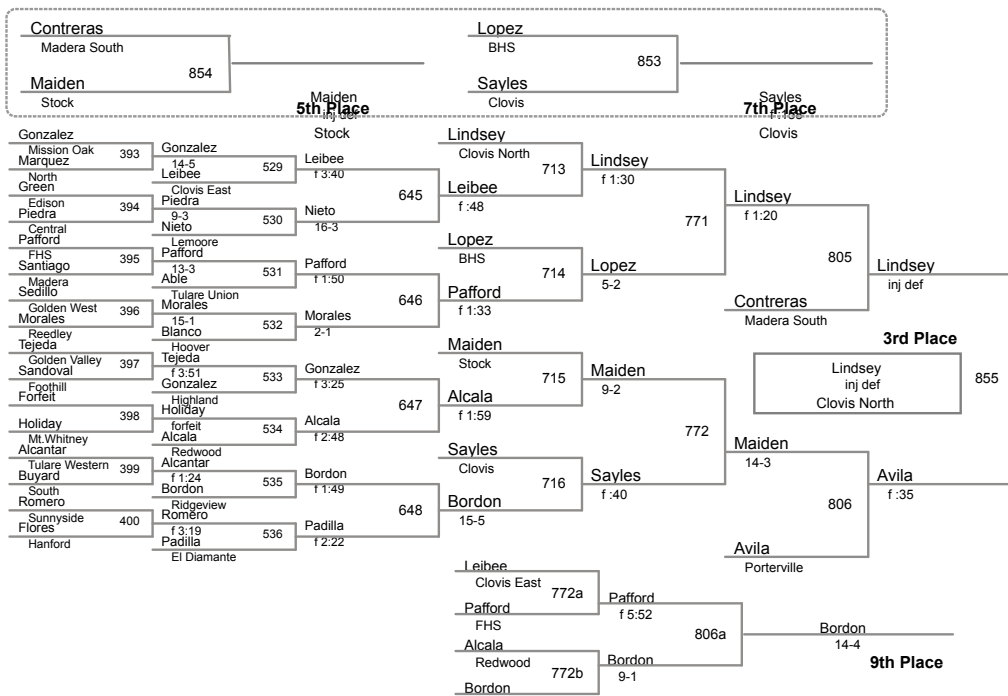 Contreras
Madera South
854
Maiden
Stock
Maiden
inj def
5th Place
Stock
Lopez
BHS
853
Sayles
Clovis
Sayles
7th Place
Clovis
Gonzalez
Mission Oak
393
Marquez
North
Green
Edison
394
Piedra
Central
Pafford
FHS
395
Santiago
Madera
Sedillo
Golden West
396
Morales
Reedley
Tejeda
Golden Valley
397
Sandoval
Foothill
Forfeit
398
Holiday
Mt.Whitney
Alcantar
Tulare Western
399
Buyard
South
Romero
Sunnyside
400
Flores
Hanford
Gonzalez
14-5
529
Leibee
Clovis East
Piedra
9-3
530
Nieto
Lemoore
Pafford
13-3
531
Able
Tulare Union
Morales
15-1
532
Blanco
Hoover
Tejeda
f 3:51
533
Gonzalez
Highland
Holiday
forfeit
534
Alcala
Redwood
Alcantar
f 1:24
535
Bordon
Ridgeview
Romero
f 3:19
536
Padilla
El Diamante
Leibee
f 3:40
645
Nieto
16-3
Pafford
f 1:50
646
Morales
2-1
Gonzalez
f 3:25
647
Alcala
f 2:48
Bordon
f 1:49
648
Padilla
f 2:22
Lindsey
Clovis North
713
Leibee
f :48
Lopez
BHS
714
Pafford
f 1:33
Maiden
Stock
715
Alcala
f 1:59
Sayles
Clovis
716
Bordon
15-5
Lindsey
f 1:30
771
Lopez
5-2
Maiden
9-2
772
Sayles
f :40
Lindsey
f 1:20
805
Contreras
Madera South
Maiden
14-3
806
Avila
Porterville
Lindsey
inj def
3rd Place
Lindsey
inj def
855
Clovis North
Avila
f :35
Leibee
Clovis East
772a
Pafford
FHS
Alcala
Redwood
772b
Bordon
Pafford
f 5:52
806a
Bordon
9-1
Bordon
14-4
9th Place